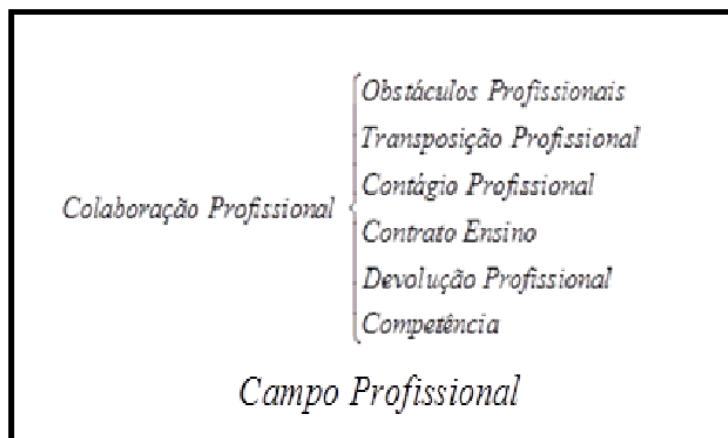 Obstáculos Profissionais
Transposição Profissional
Contágio Profissional
Colaboração Profissional
Contrato Ensino
Devolução Profissional
Competência
Campo Profissional